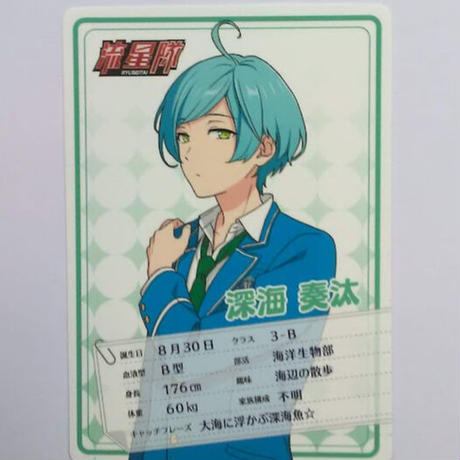 流星隊
RYUSEITAI
深海 奏汰
誕生日 8月30日 クラス 3-B
血液型 B型 部活 海洋生物部
身長 176cm 趣味 海辺の散歩
体重 60kg 家族構成 不明
キャッチフレーズ 大海に浮かぶ深海魚☆